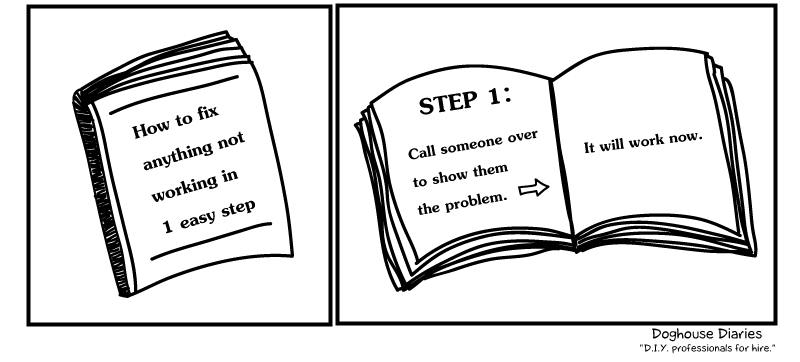 How to fix
anything not
working in
1 easy step
STEP 1:
Call someone over
to show them
the problem.
It will work now.
Doghouse Diaries
"D.I.Y. professionals for hire."